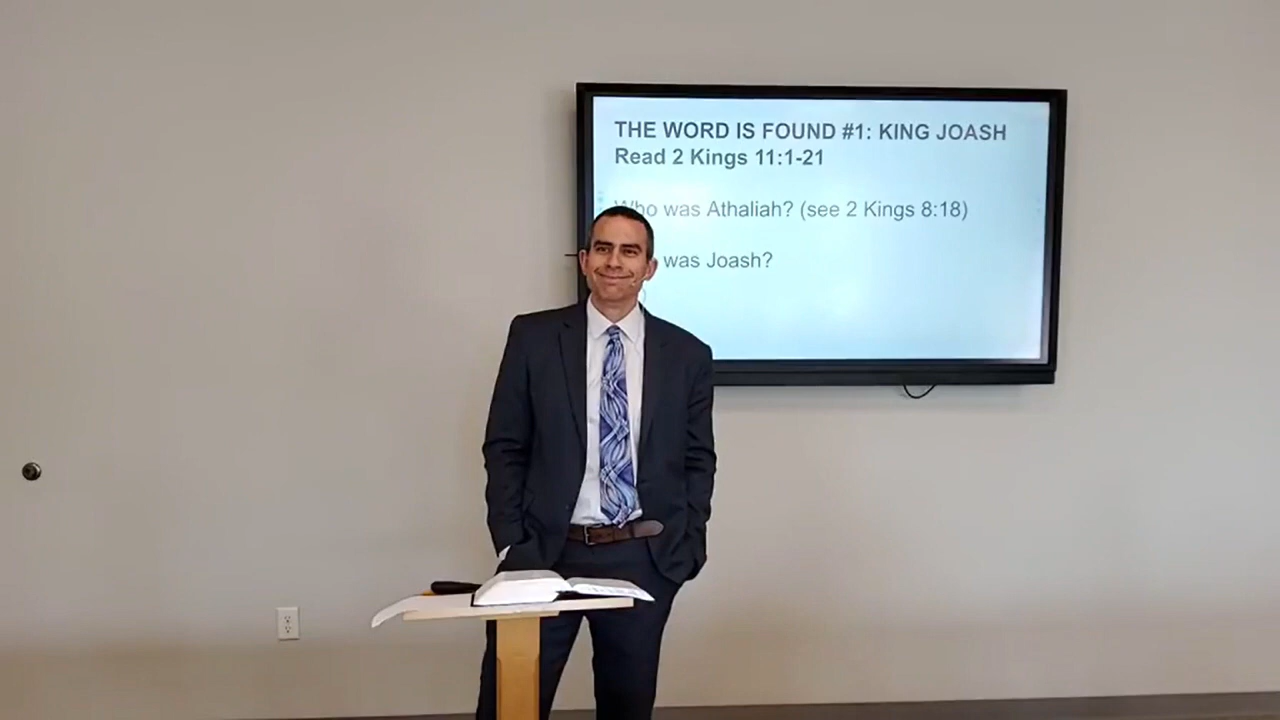 THE WORD IS FOUND #1: KING JOASH
Read 2 Kings 11:1-21
Who was Athaliah? (see 2 Kings 8:18)
was Joash?